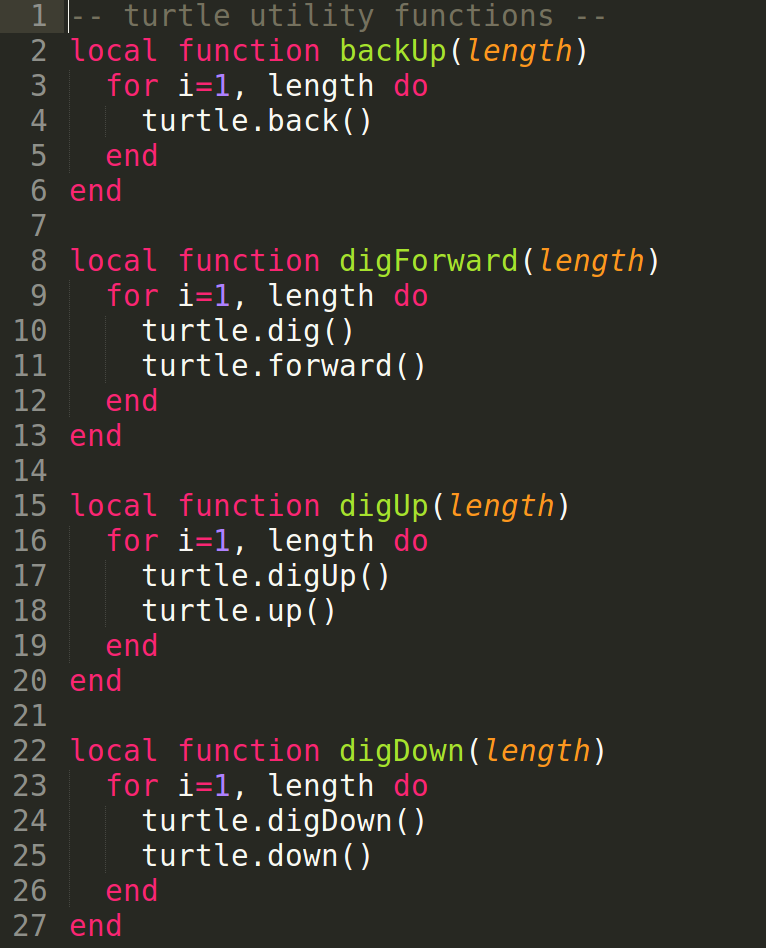 1 -- turtle utility functions --
2 local function backUp(length)
3   for i=1, length do
4     turtle.back()
5   end
6 end
7
8 local function digForward(length)
9   for i=1, length do
10     turtle.dig()
11     turtle.forward()
12   end
13 end
14
15 local function digUp(length)
16   for i=1, length do
17     turtle.digUp()
18     turtle.up()
19   end
20 end
21
22 local function digDown(length)
23   for i=1, length do
24     turtle.digDown()
25     turtle.down()
26   end
27 end